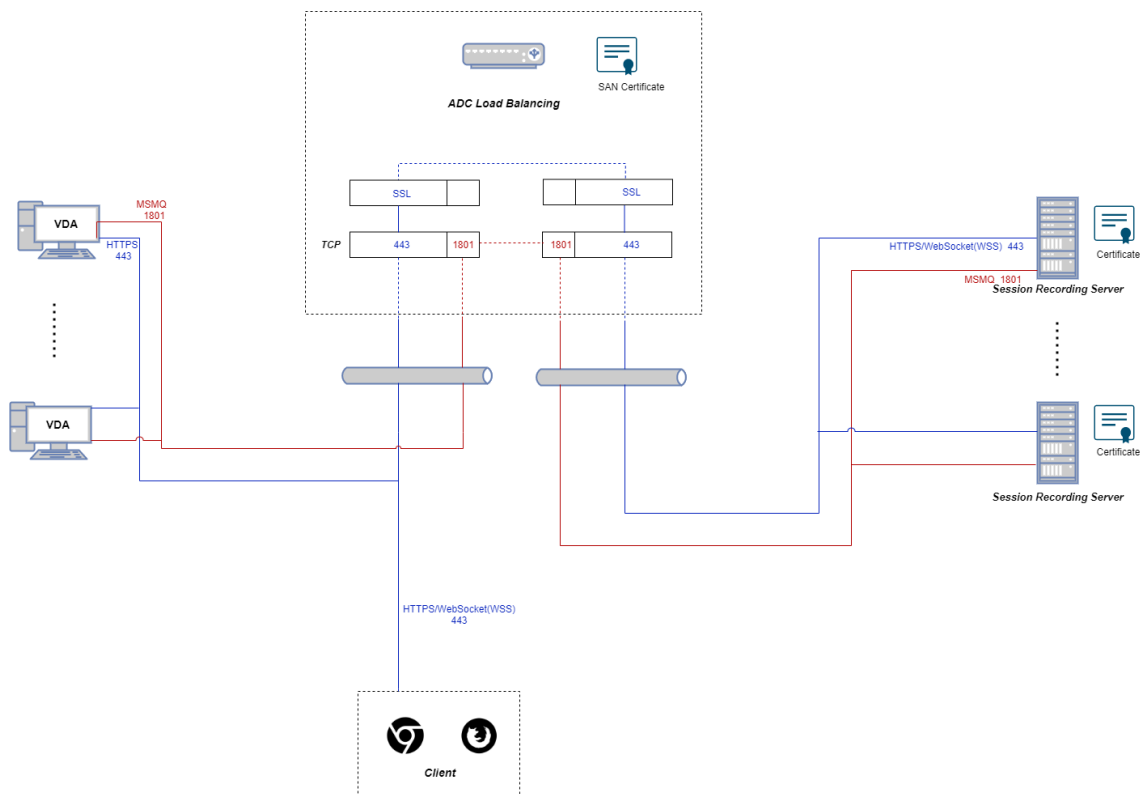 SAN Certificate
ADC Load Balancing
SSL
SSL
TCP
443
1801
1801
443
VDA
MSMQ
1801
HTTPS
443
VDA
HTTPS/WebSocket(WSS) 443
MSMQ 1801
Certificate
Session Recording Server
Certificate
Session Recording Server
HTTPS/WebSocket(WSS)
443
Client